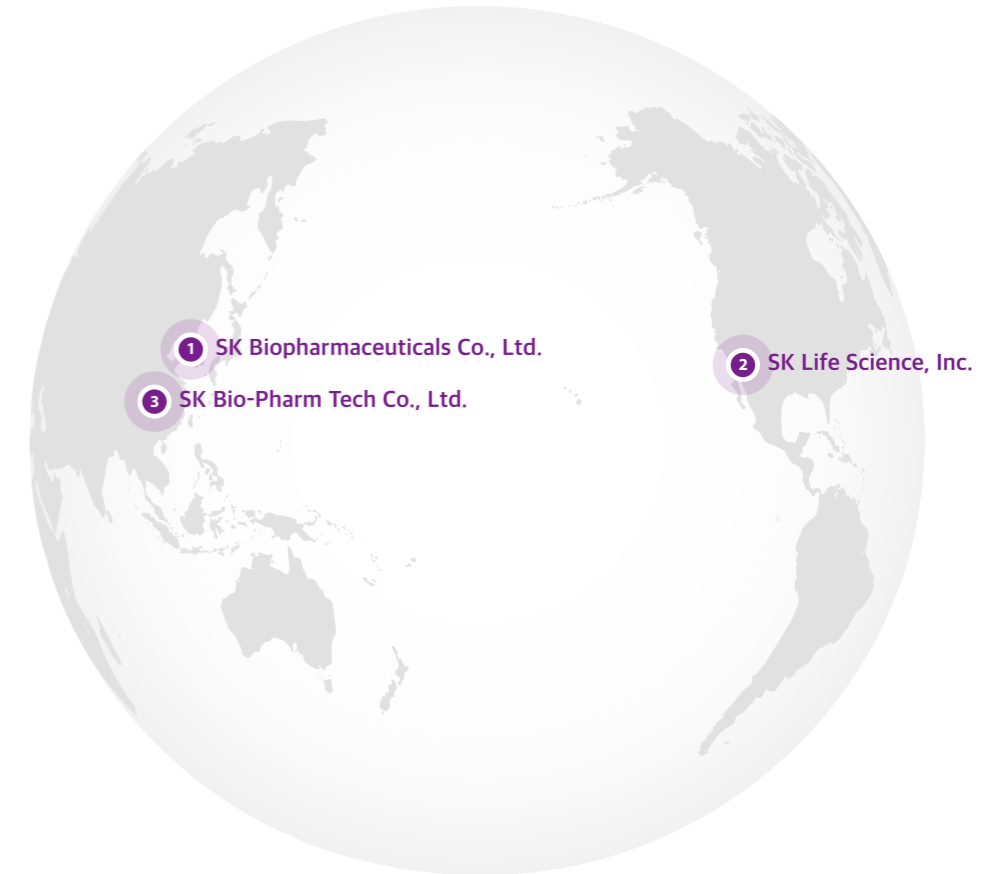 1 SK Biopharmaceuticals Co., Ltd.
2 SK Life Science, Inc.
3 SK Bio-Pharm Tech Co., Ltd.